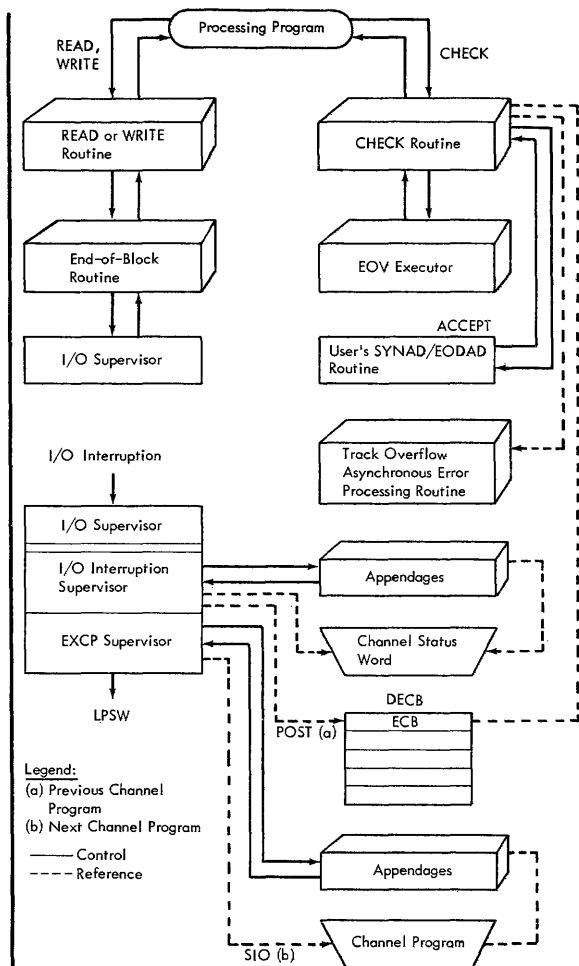 Processing Program
READ,
WRITE
CHECK
READ or WRITE
Routine
CHECK Routine
End-of-Block
Routine
EOV Executor
ACCEPT
I/O Supervisor
User's SYNAD/EODAD
Routine
Track Overflow
Asynchronous Error
Processing Routine
I/O Interruption
I/O Supervisor
I/O Interruption
Supervisor
Appendages
EXCP Supervisor
Channel Status
Word
LPSW
DECB
ECB
POST (a)
Legend:
(a) Previous Channel
Program
(b) Next Channel Program
Control
Reference
Appendages
Channel Program
SIO (b)